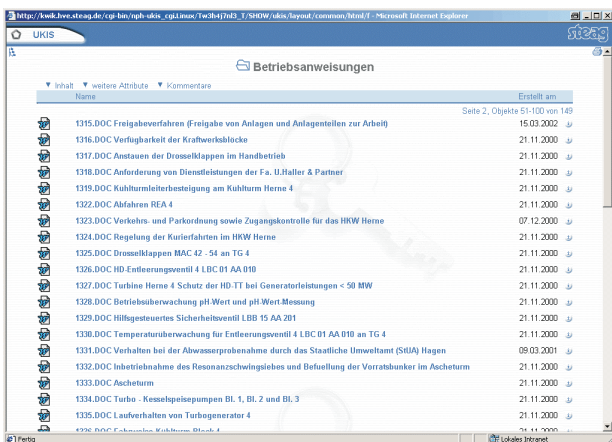 http://kwik.hve.steag.de/cgi-bin/nph-ukis_cgi.Linux/Tw3h4j7nl3_T/SHOW/ukis/layout/common/html/f - Microsoft Internet Explorer
UKIS
steag
Betriebsanweisungen
Inhalt weitere Attribute Kommentare
Name Erstellt am
Seite 2, Objekte 51-100 von 149
1315.DOC Freigabeverfahren (Freigabe von Anlagen und Anlagenteilen zur Arbeit) 15.03.2002
1316.DOC Verfügbarkeit der Kraftwerksblöcke 21.11.2000
1317.DOC Anstauen der Drosselklappen im Handbetrieb 21.11.2000
1318.DOC Anforderung von Dienstleistungen der Fa. U.Haller & Partner 21.11.2000
1319.DOC Kühlturmleiterbesteigung am Kühlturm Herne 4 21.11.2000
1322.DOC Abfahren REA 4 21.11.2000
1323.DOC Verkehrs- und Parkordnung sowie Zugangskontrolle für das HKW Herne 07.12.2000
1324.DOC Regelung der Kurierfahrten im HKW Herne 21.11.2000
1325.DOC Drosselklappen MAC 42 - 54 an TG 4 21.11.2000
1326.DOC HD-Entleerungsventil 4 LBC 01 AA 010 21.11.2000
1327.DOC Turbine Herne 4 Schutz der HD-TT bei Generatorleistungen < 50 MW 21.11.2000
1328.DOC Betriebsüberwachung pH-Wert und pH-Wert-Messung 21.11.2000
1329.DOC Hilfsgesteuertes Sicherheitsventil LBB 15 AA 201 21.11.2000
1330.DOC Temperaturüberwachung für Entleerungsventil 4 LBC 01 AA 010 an TG 4 21.11.2000
1331.DOC Verhalten bei der Abwasserprobenahme durch das Staatliche Umweltamt (StUA) Hagen 09.03.2001
1332.DOC Inbetriebnahme des Resonanzschwingsiebes und Befuellung der Vorratsbunker im Ascheturm 21.11.2000
1333.DOC Ascheturm 21.11.2000
1334.DOC Turbo - Kesselspeisepumpen Bl. 1, Bl. 2 und Bl. 3 21.11.2000
1335.DOC Laufverhalten von Turbogenerator 4 21.11.2000
1336.DOC Fahrweise Kühlturm Block 4 21.11.2000
Fertig Lokales Intranet